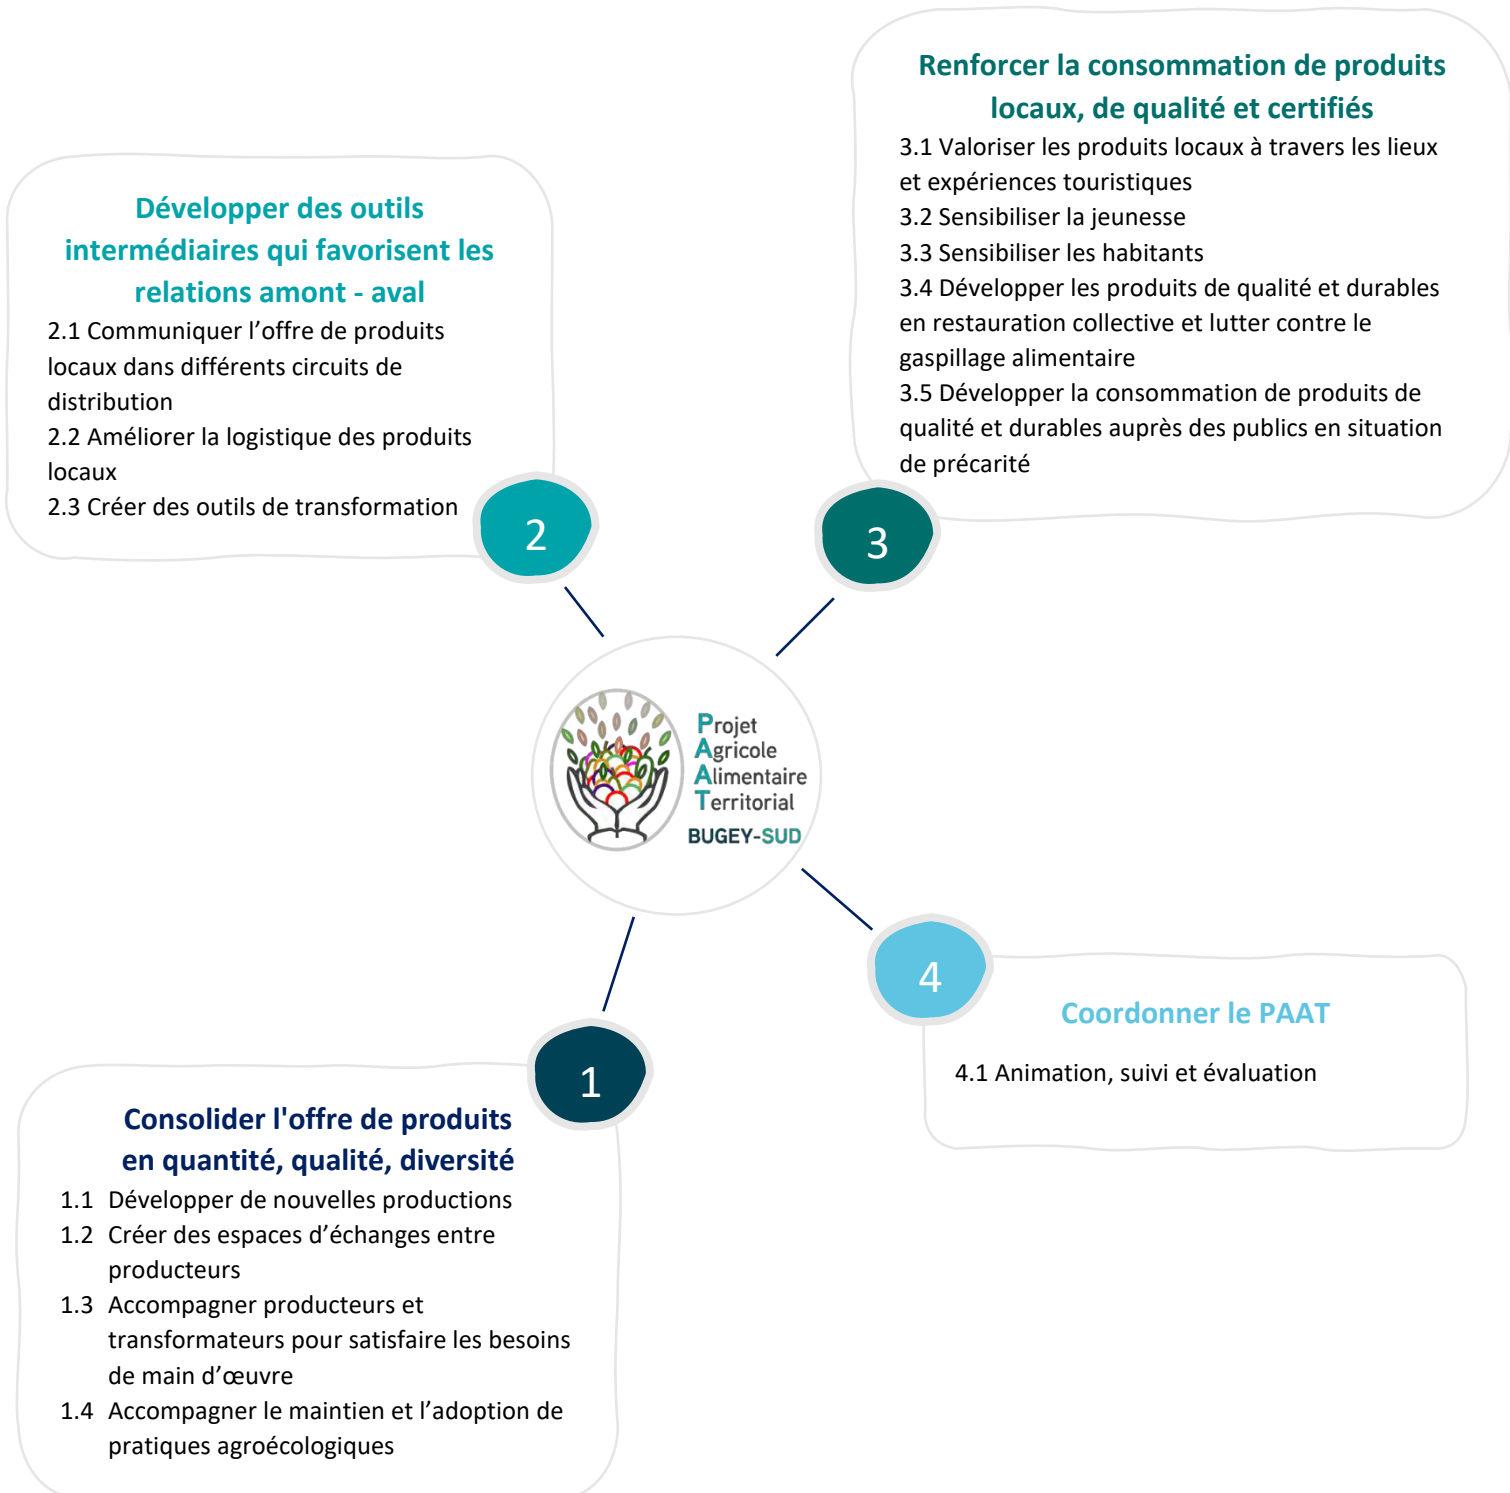 Renforcer la consommation de produits
locaux, de qualité et certifiés
3.1 Valoriser les produits locaux à travers les lieux
et expériences touristiques
3.2 Sensibiliser la jeunesse
3.3 Sensibiliser les habitants
3.4 Développer les produits de qualité et durables
en restauration collective et lutter contre le
gaspillage alimentaire
3.5 Développer la consommation de produits de
qualité et durables auprès des publics en situation
de précarité
3
Développer des outils
intermédiaires qui favorisent les
relations amont - aval
2.1 Communiquer l’offre de produits
locaux dans différents circuits de
distribution
2.2 Améliorer la logistique des produits
locaux
2.3 Créer des outils de transformation
2
Projet
Agricole
Alimentaire
Territorial
BUGEY-SUD
4
Coordonner le PAAT
4.1 Animation, suivi et évaluation
1
Consolider l'offre de produits
en quantité, qualité, diversité
1.1 Développer de nouvelles productions
1.2 Créer des espaces d’échanges entre
producteurs
1.3 Accompagner producteurs et
transformateurs pour satisfaire les besoins
de main d’œuvre
1.4 Accompagner le maintien et l’adoption de
pratiques agroécologiques